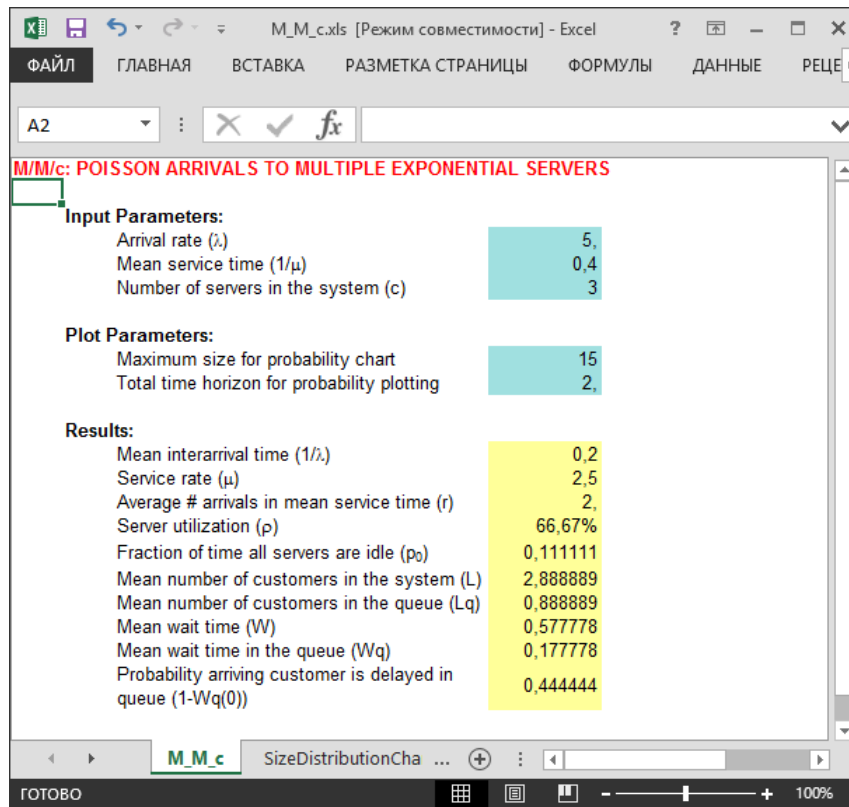 M_M_c.xls [Режим совместимости] - Excel ?
ФАЙЛ ГЛАВНАЯ ВСТАВКА РАЗМЕТКА СТРАНИЦЫ ФОРМУЛЫ ДАННЫЕ РЕЦЕ
A2 fx
M/M/c: POISSON ARRIVALS TO MULTIPLE EXPONENTIAL SERVERS
Input Parameters:
Arrival rate (λ) 5,
Mean service time (1/μ) 0,4
Number of servers in the system (c) 3
Plot Parameters:
Maximum size for probability chart 15
Total time horizon for probability plotting 2,
Results:
Mean interarrival time (1/λ) 0,2
Service rate (μ) 2,5
Average # arrivals in mean service time (r) 2,
Server utilization (ρ) 66,67%
Fraction of time all servers are idle (p₀) 0,111111
Mean number of customers in the system (L) 2,888889
Mean number of customers in the queue (Lq) 0,888889
Mean wait time (W) 0,577778
Mean wait time in the queue (Wq) 0,177778
Probability arriving customer is delayed in
queue (1-Wq(0)) 0,444444
M_M_c SizeDistributionCha ...
ГОТОВО 100%